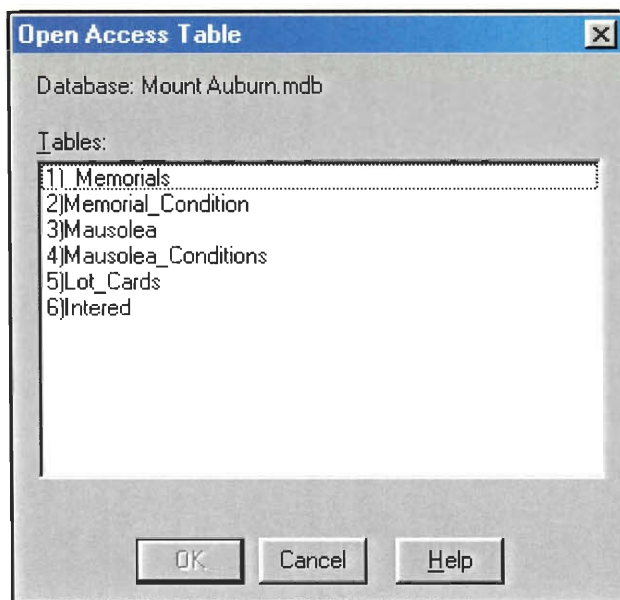 Open Access Table
Database: Mount Auburn.mdb
Tables:
1)_Memorials
2)Memorial_Condition
3)Mausolea
4)Mausolea_Conditions
5)Lot_Cards
6)Intered
OK Cancel Help